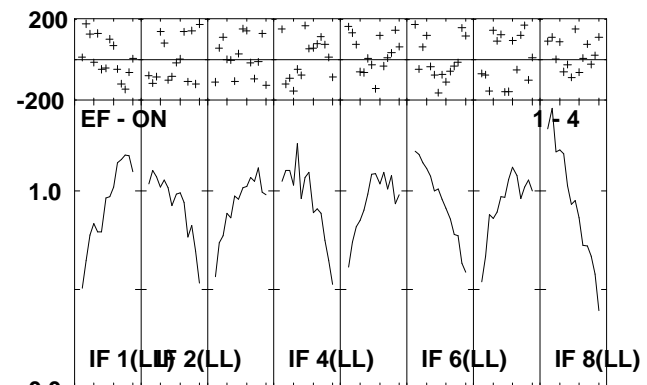 200
-200
EF - ON 1 - 4
1.0
IF 1(LL) IF 2(LL) IF 4(LL) IF 6(LL) IF 8(LL)